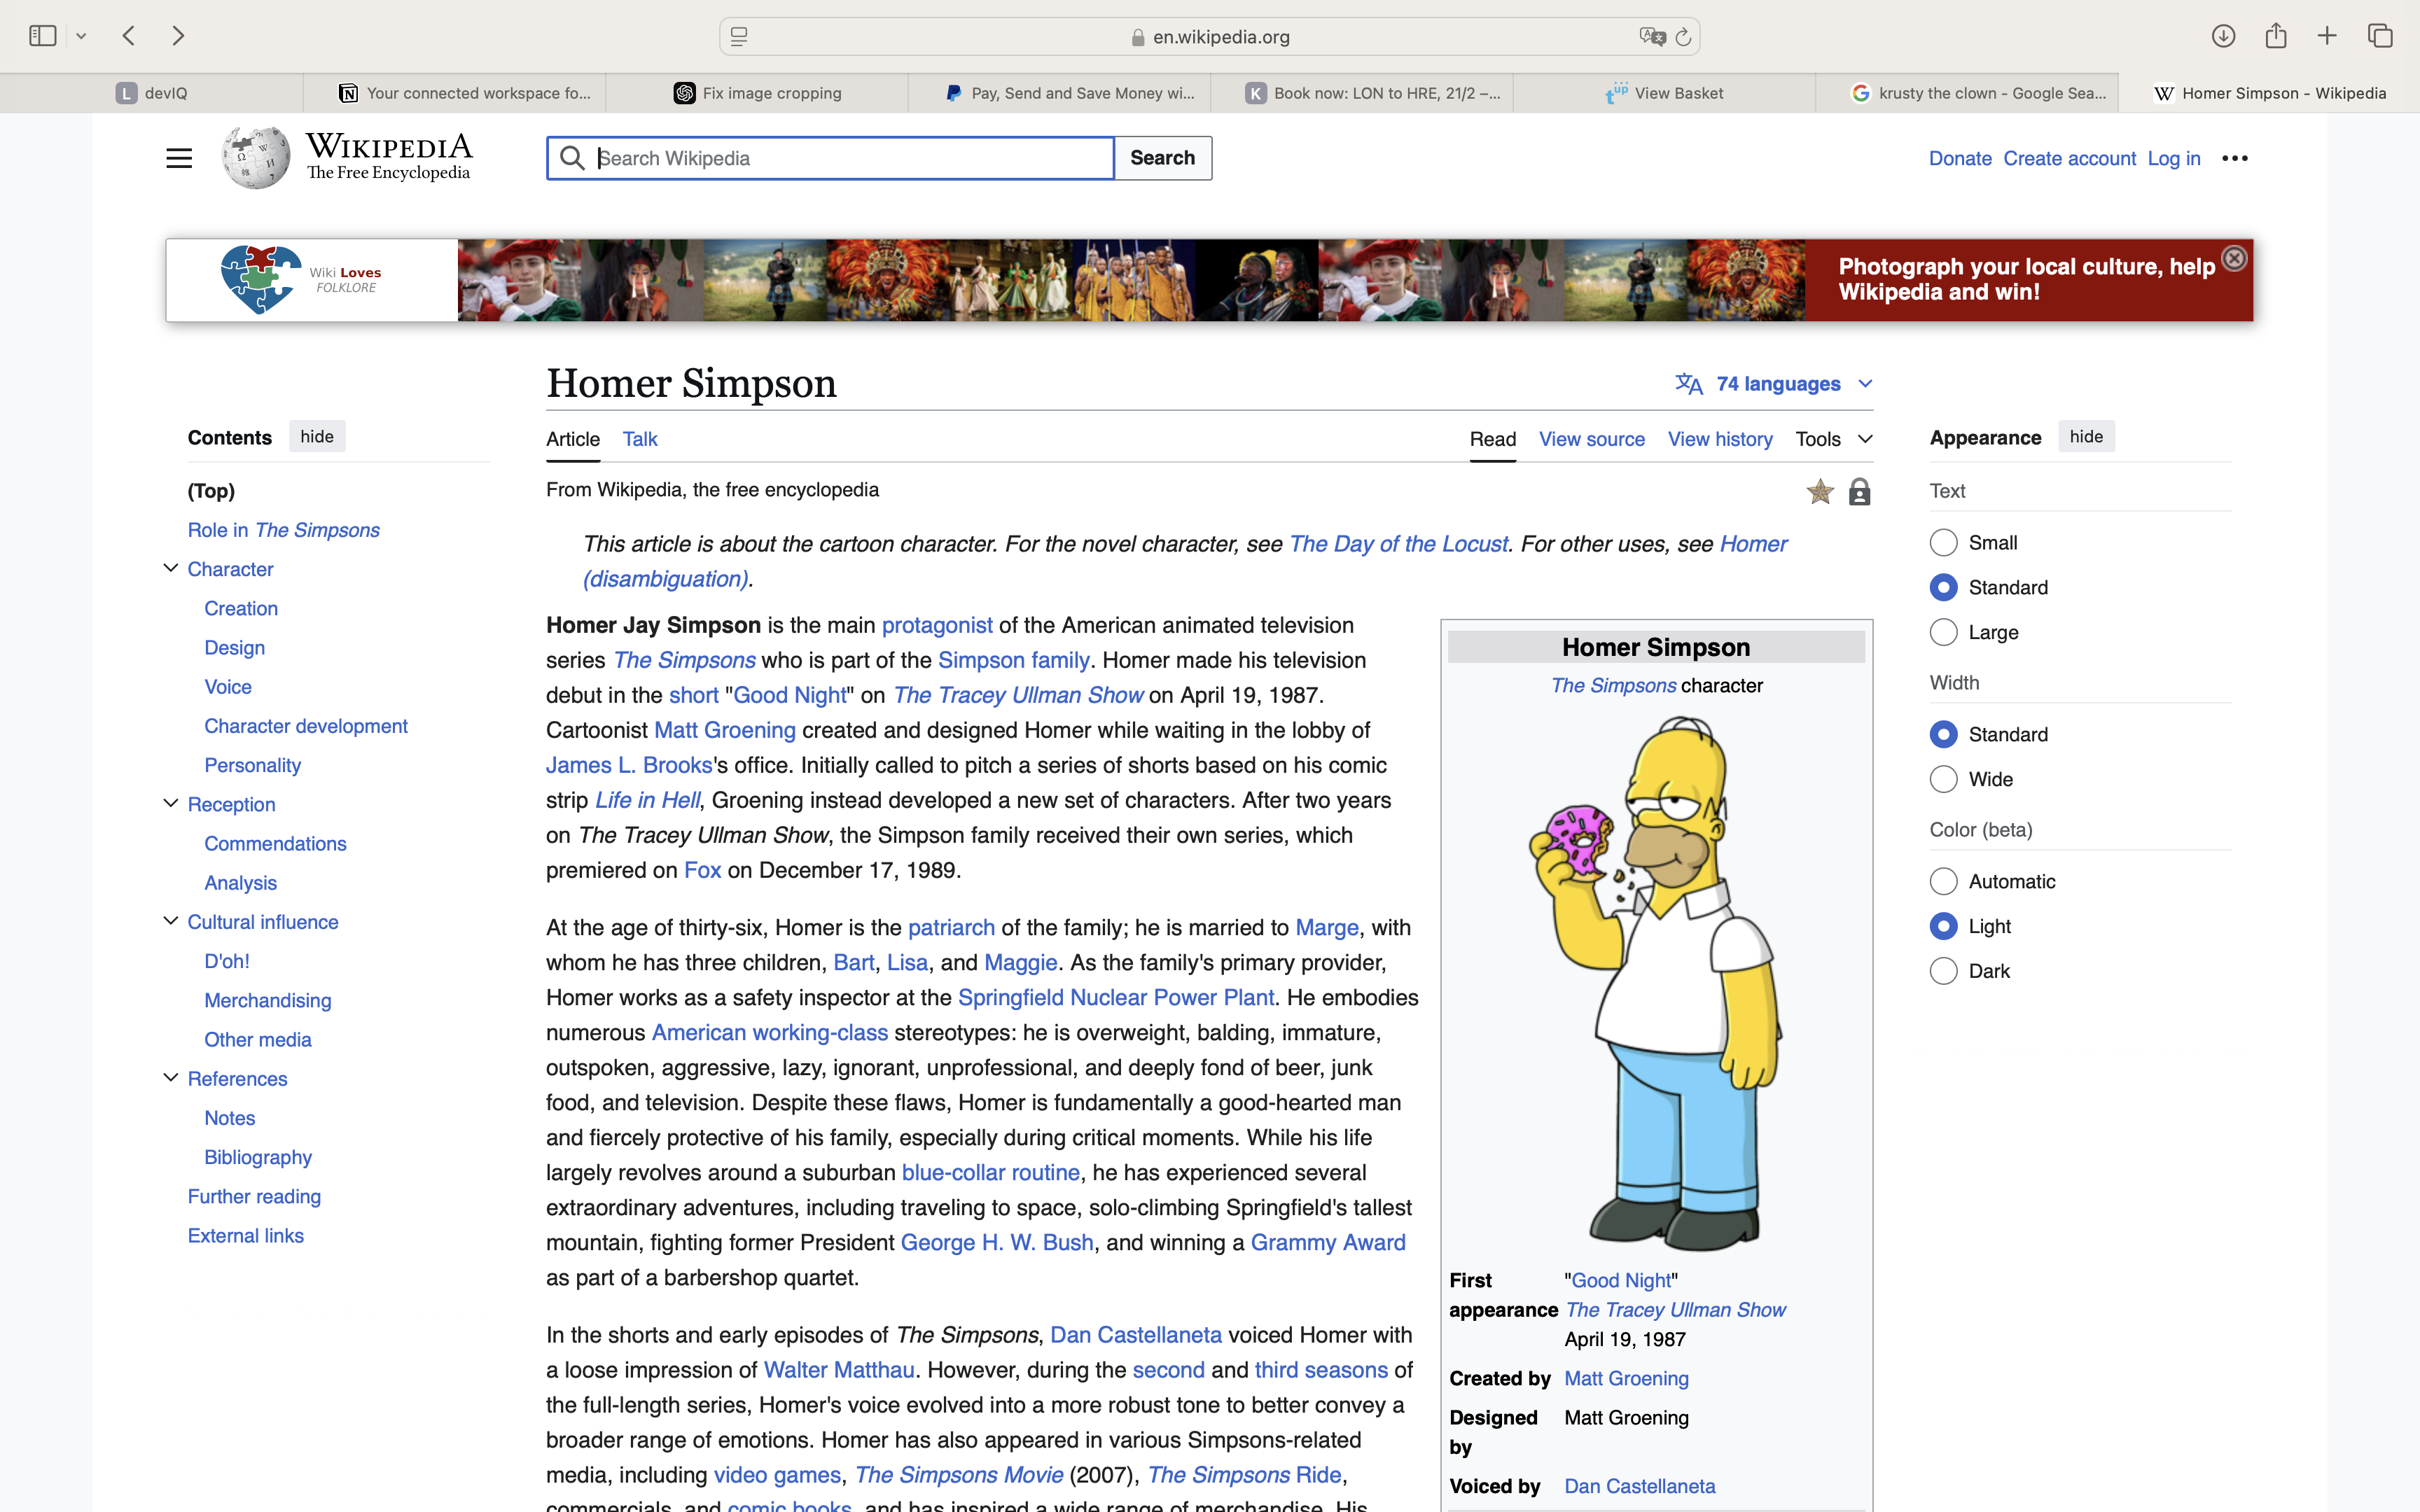 en.wikipedia.org
L devIQ
Your connected workspace fo...
Fix image cropping
Pay, Send and Save Money wi...
K Book now: LON to HRE, 21/2 –...
tup View Basket
G krusty the clown - Google Sea...
W Homer Simpson - Wikipedia
WIKIPEDIA
The Free Encyclopedia
Search Wikipedia
Search
Donate Create account Log in
Wiki Loves
FOLKLORE
Photograph your local culture, help
Wikipedia and win!
Homer Simpson
74 languages
Contents hide
(Top)
Role in The Simpsons
Character
Creation
Design
Voice
Character development
Personality
Reception
Commendations
Analysis
Cultural influence
D'oh!
Merchandising
Other media
References
Notes
Bibliography
Further reading
External links
Article Talk
Read View source View history Tools
From Wikipedia, the free encyclopedia
This article is about the cartoon character. For the novel character, see The Day of the Locust. For other uses, see Homer
(disambiguation).
Homer Jay Simpson is the main protagonist of the American animated television
series The Simpsons who is part of the Simpson family. Homer made his television
debut in the short "Good Night" on The Tracey Ullman Show on April 19, 1987.
Cartoonist Matt Groening created and designed Homer while waiting in the lobby of
James L. Brooks's office. Initially called to pitch a series of shorts based on his comic
strip Life in Hell, Groening instead developed a new set of characters. After two years
on The Tracey Ullman Show, the Simpson family received their own series, which
premiered on Fox on December 17, 1989.
At the age of thirty-six, Homer is the patriarch of the family; he is married to Marge, with
whom he has three children, Bart, Lisa, and Maggie. As the family's primary provider,
Homer works as a safety inspector at the Springfield Nuclear Power Plant. He embodies
numerous American working-class stereotypes: he is overweight, balding, immature,
outspoken, aggressive, lazy, ignorant, unprofessional, and deeply fond of beer, junk
food, and television. Despite these flaws, Homer is fundamentally a good-hearted man
and fiercely protective of his family, especially during critical moments. While his life
largely revolves around a suburban blue-collar routine, he has experienced several
extraordinary adventures, including traveling to space, solo-climbing Springfield's tallest
mountain, fighting former President George H. W. Bush, and winning a Grammy Award
as part of a barbershop quartet.
In the shorts and early episodes of The Simpsons, Dan Castellaneta voiced Homer with
a loose impression of Walter Matthau. However, during the second and third seasons of
the full-length series, Homer's voice evolved into a more robust tone to better convey a
broader range of emotions. Homer has also appeared in various Simpsons-related
media, including video games, The Simpsons Movie (2007), The Simpsons Ride,
commercials, and comic books, and has inspired a wide range of merchandise. His
Homer Simpson
The Simpsons character
First
appearance
"Good Night"
The Tracey Ullman Show
April 19, 1987
Created by Matt Groening
Designed
by
Matt Groening
Voiced by Dan Castellaneta
Appearance hide
Text
Small
Standard
Large
Width
Standard
Wide
Color (beta)
Automatic
Light
Dark